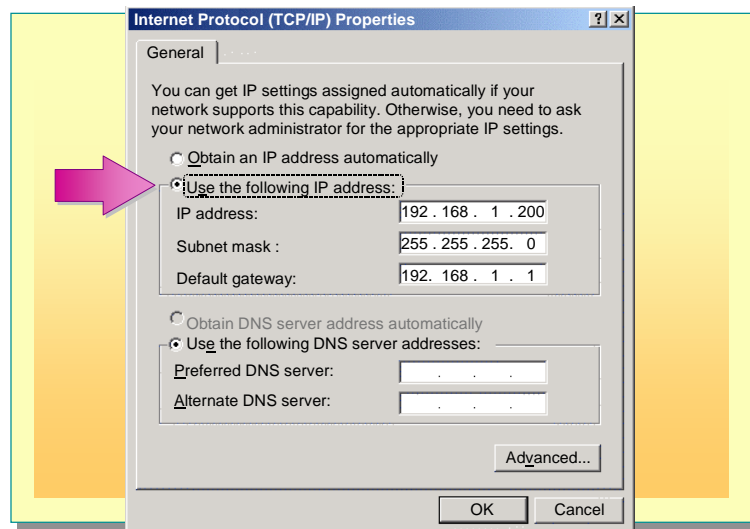 Internet Protocol (TCP/IP) Properties
General
You can get IP settings assigned automatically if your
network supports this capability. Otherwise, you need to ask
your network administrator for the appropriate IP settings.
Obtain an IP address automatically
Use the following IP address:
IP address: 192 . 168 . 1 . 200
Subnet mask : 255 . 255 . 255. 0
Default gateway: 192. 168 . 1 . 1
Obtain DNS server address automatically
Use the following DNS server addresses:
Preferred DNS server: . . .
Alternate DNS server: . . .
Advanced...
OK Cancel